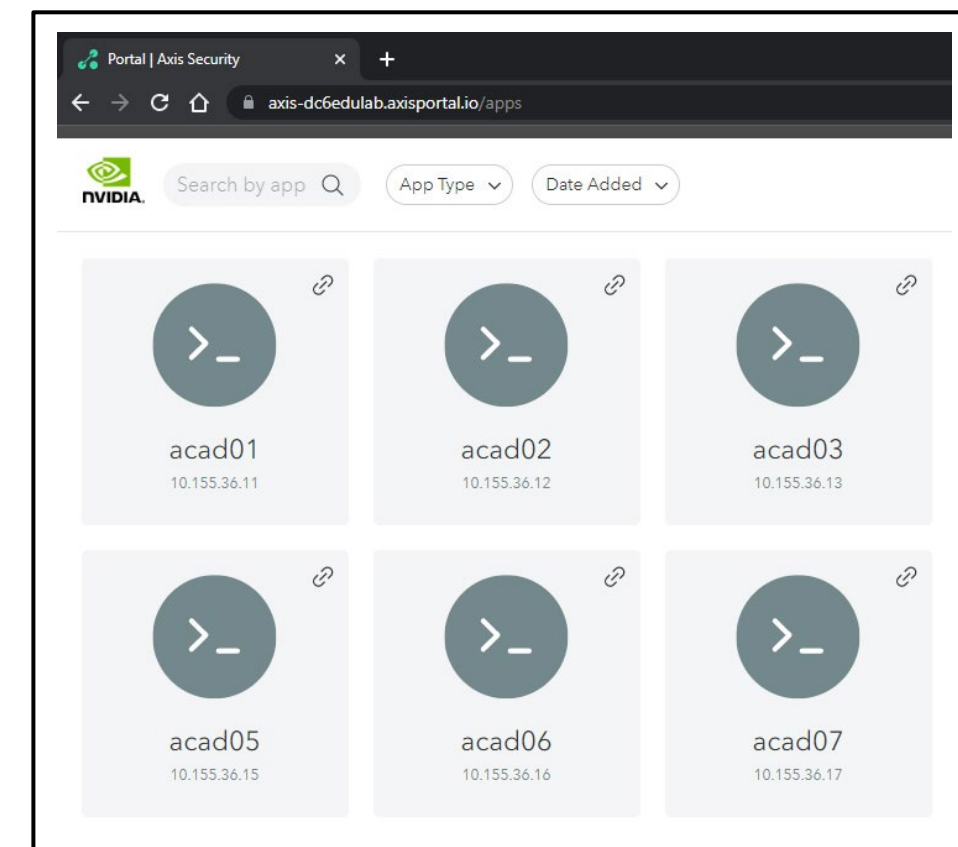 Portal | Axis Security
axis-dc6edulab.axisportal.io/apps
NVIDIA.
Search by app
App Type
Date Added
>_
>_
>_
acad01
acad02
acad03
10.155.36.11
10.155.36.12
10.155.36.13
>_
>_
>_
acad05
acad06
acad07
10.155.36.15
10.155.36.16
10.155.36.17